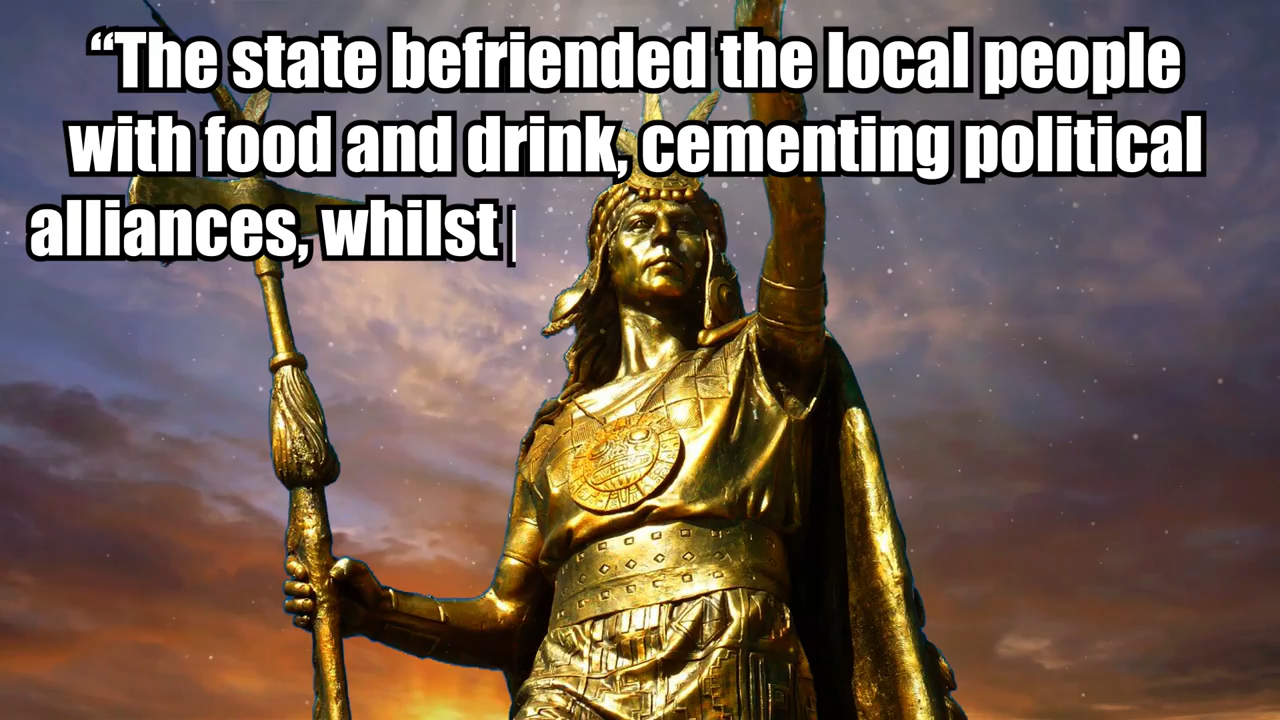 “The state befriended the local people
with food and drink, cementing political
alliances, whilst